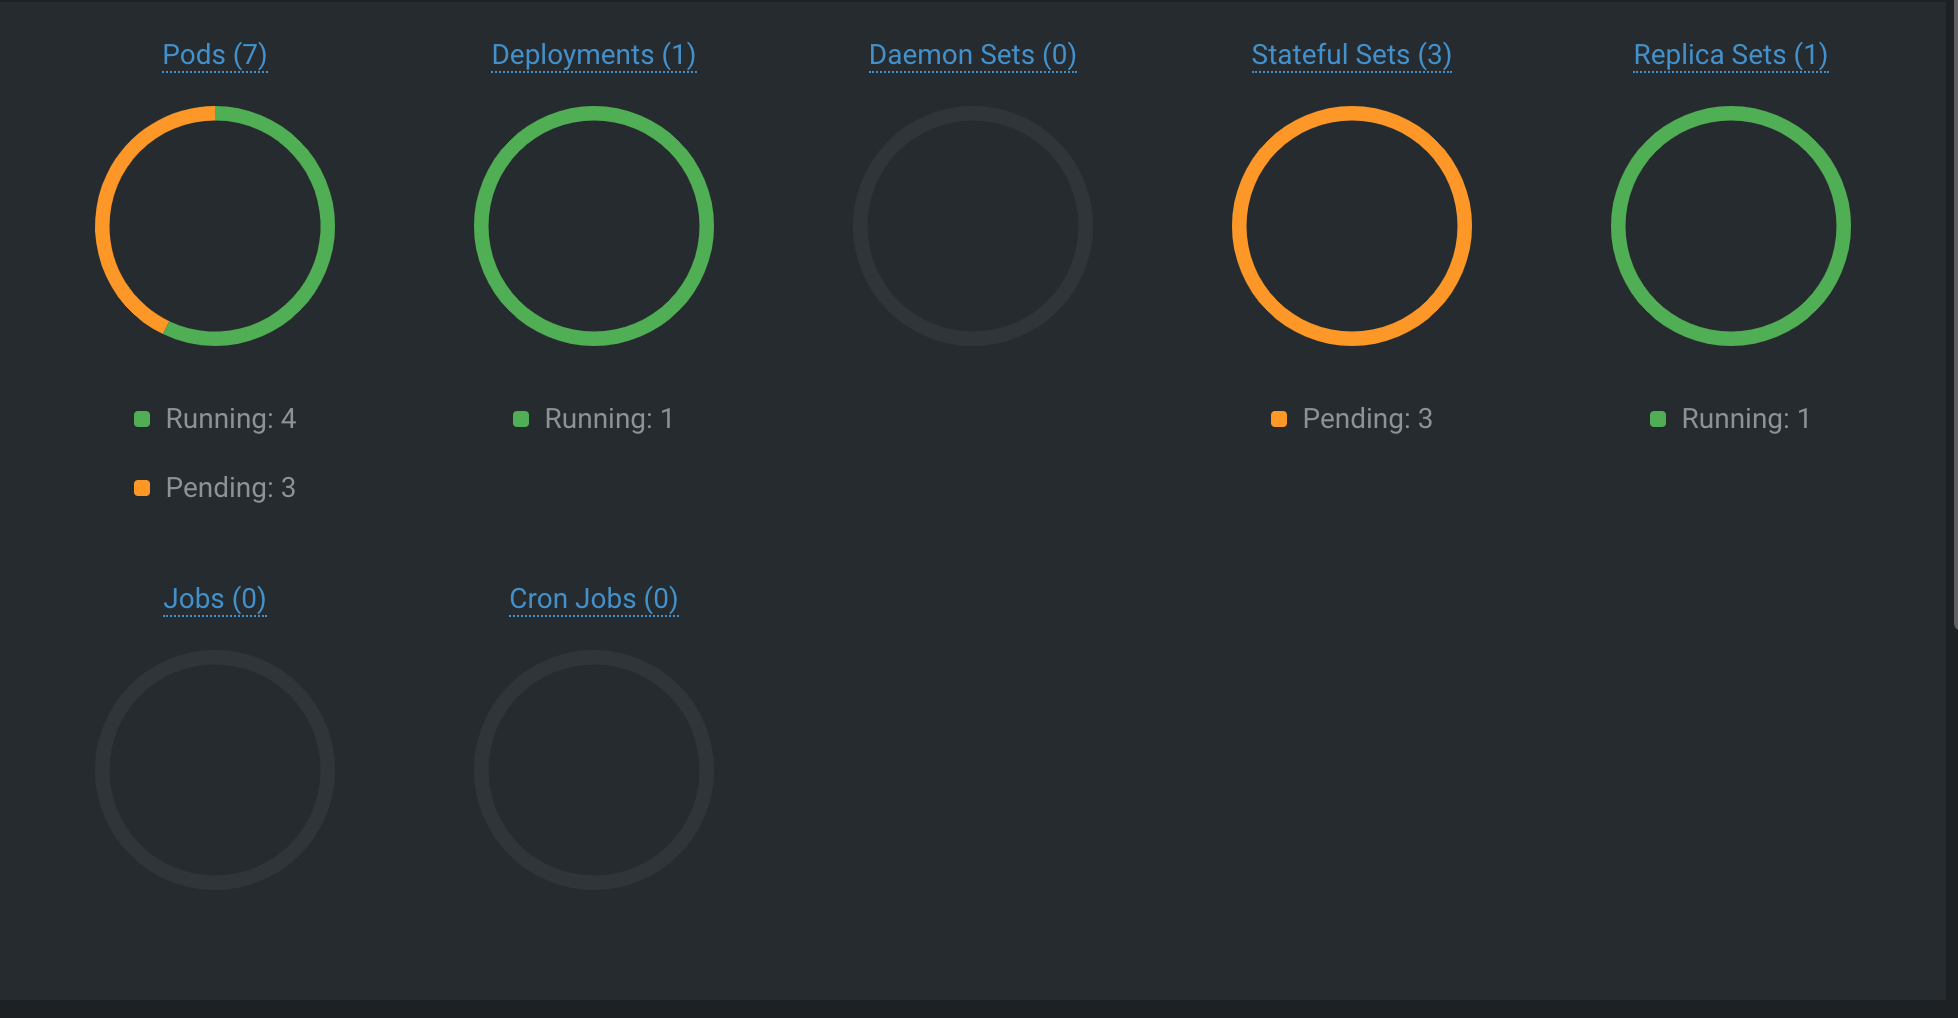 Pods (7)
Deployments (1)
Daemon Sets (0)
Stateful Sets (3)
Replica Sets (1)
Running: 4
Pending: 3
Running: 1
Pending: 3
Running: 1
Jobs (0)
Cron Jobs (0)